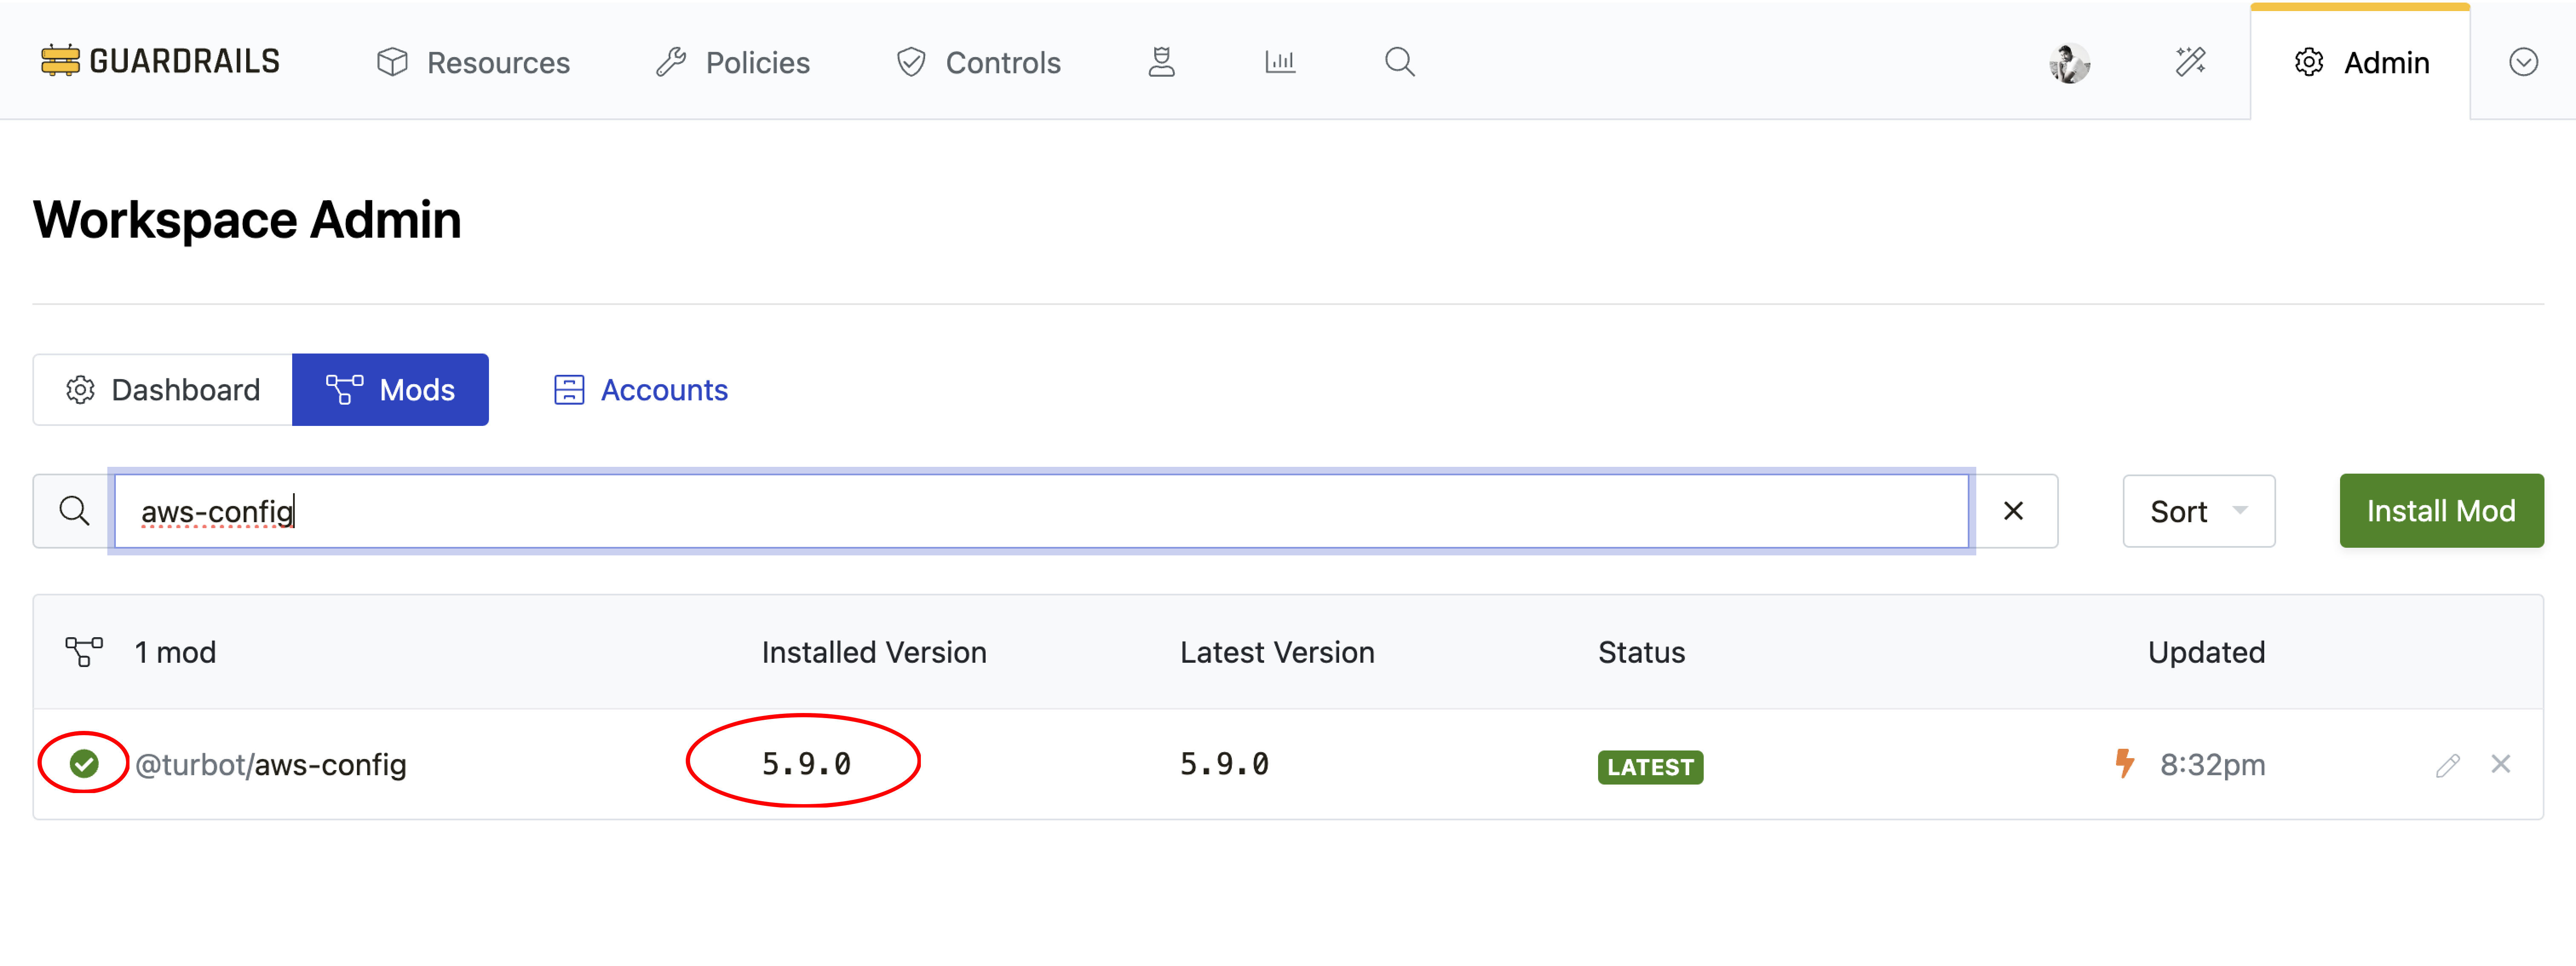 GUARDRAILS Resources Policies Controls Admin
Workspace Admin
Dashboard Mods Accounts
aws-config Sort Install Mod
1 mod Installed Version Latest Version Status Updated
@turbot/aws-config 5.9.0 5.9.0 LATEST 8:32pm